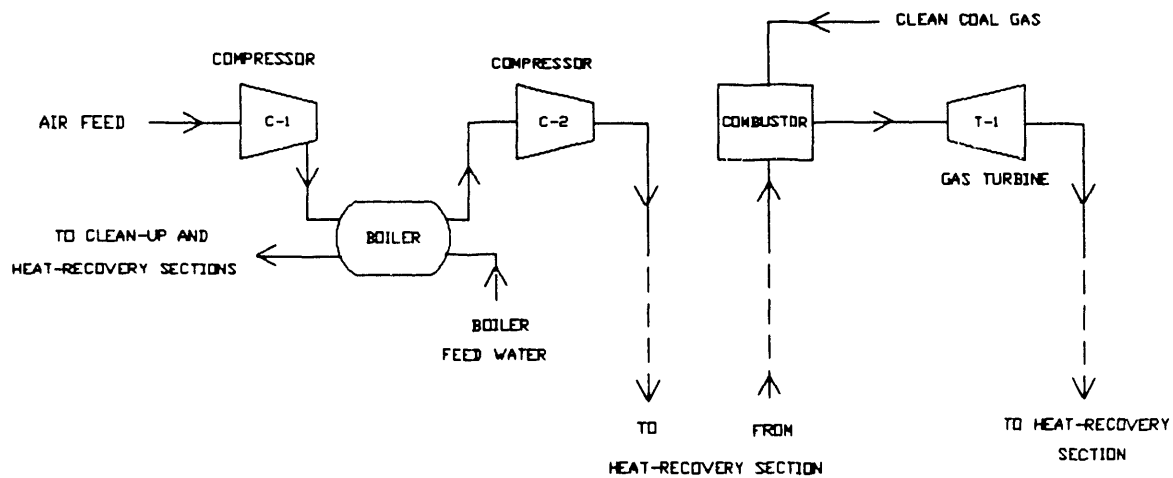 CLEAN COAL GAS
COMPRESSOR
COMPRESSOR
AIR FEED
C-1
C-2
COMBUSTOR
T-1
GAS TURBINE
TO CLEAN-UP AND
HEAT-RECOVERY SECTIONS
BOILER
BOILER
FEED WATER
TO
FROM
HEAT-RECOVERY SECTION
TO HEAT-RECOVERY
SECTION